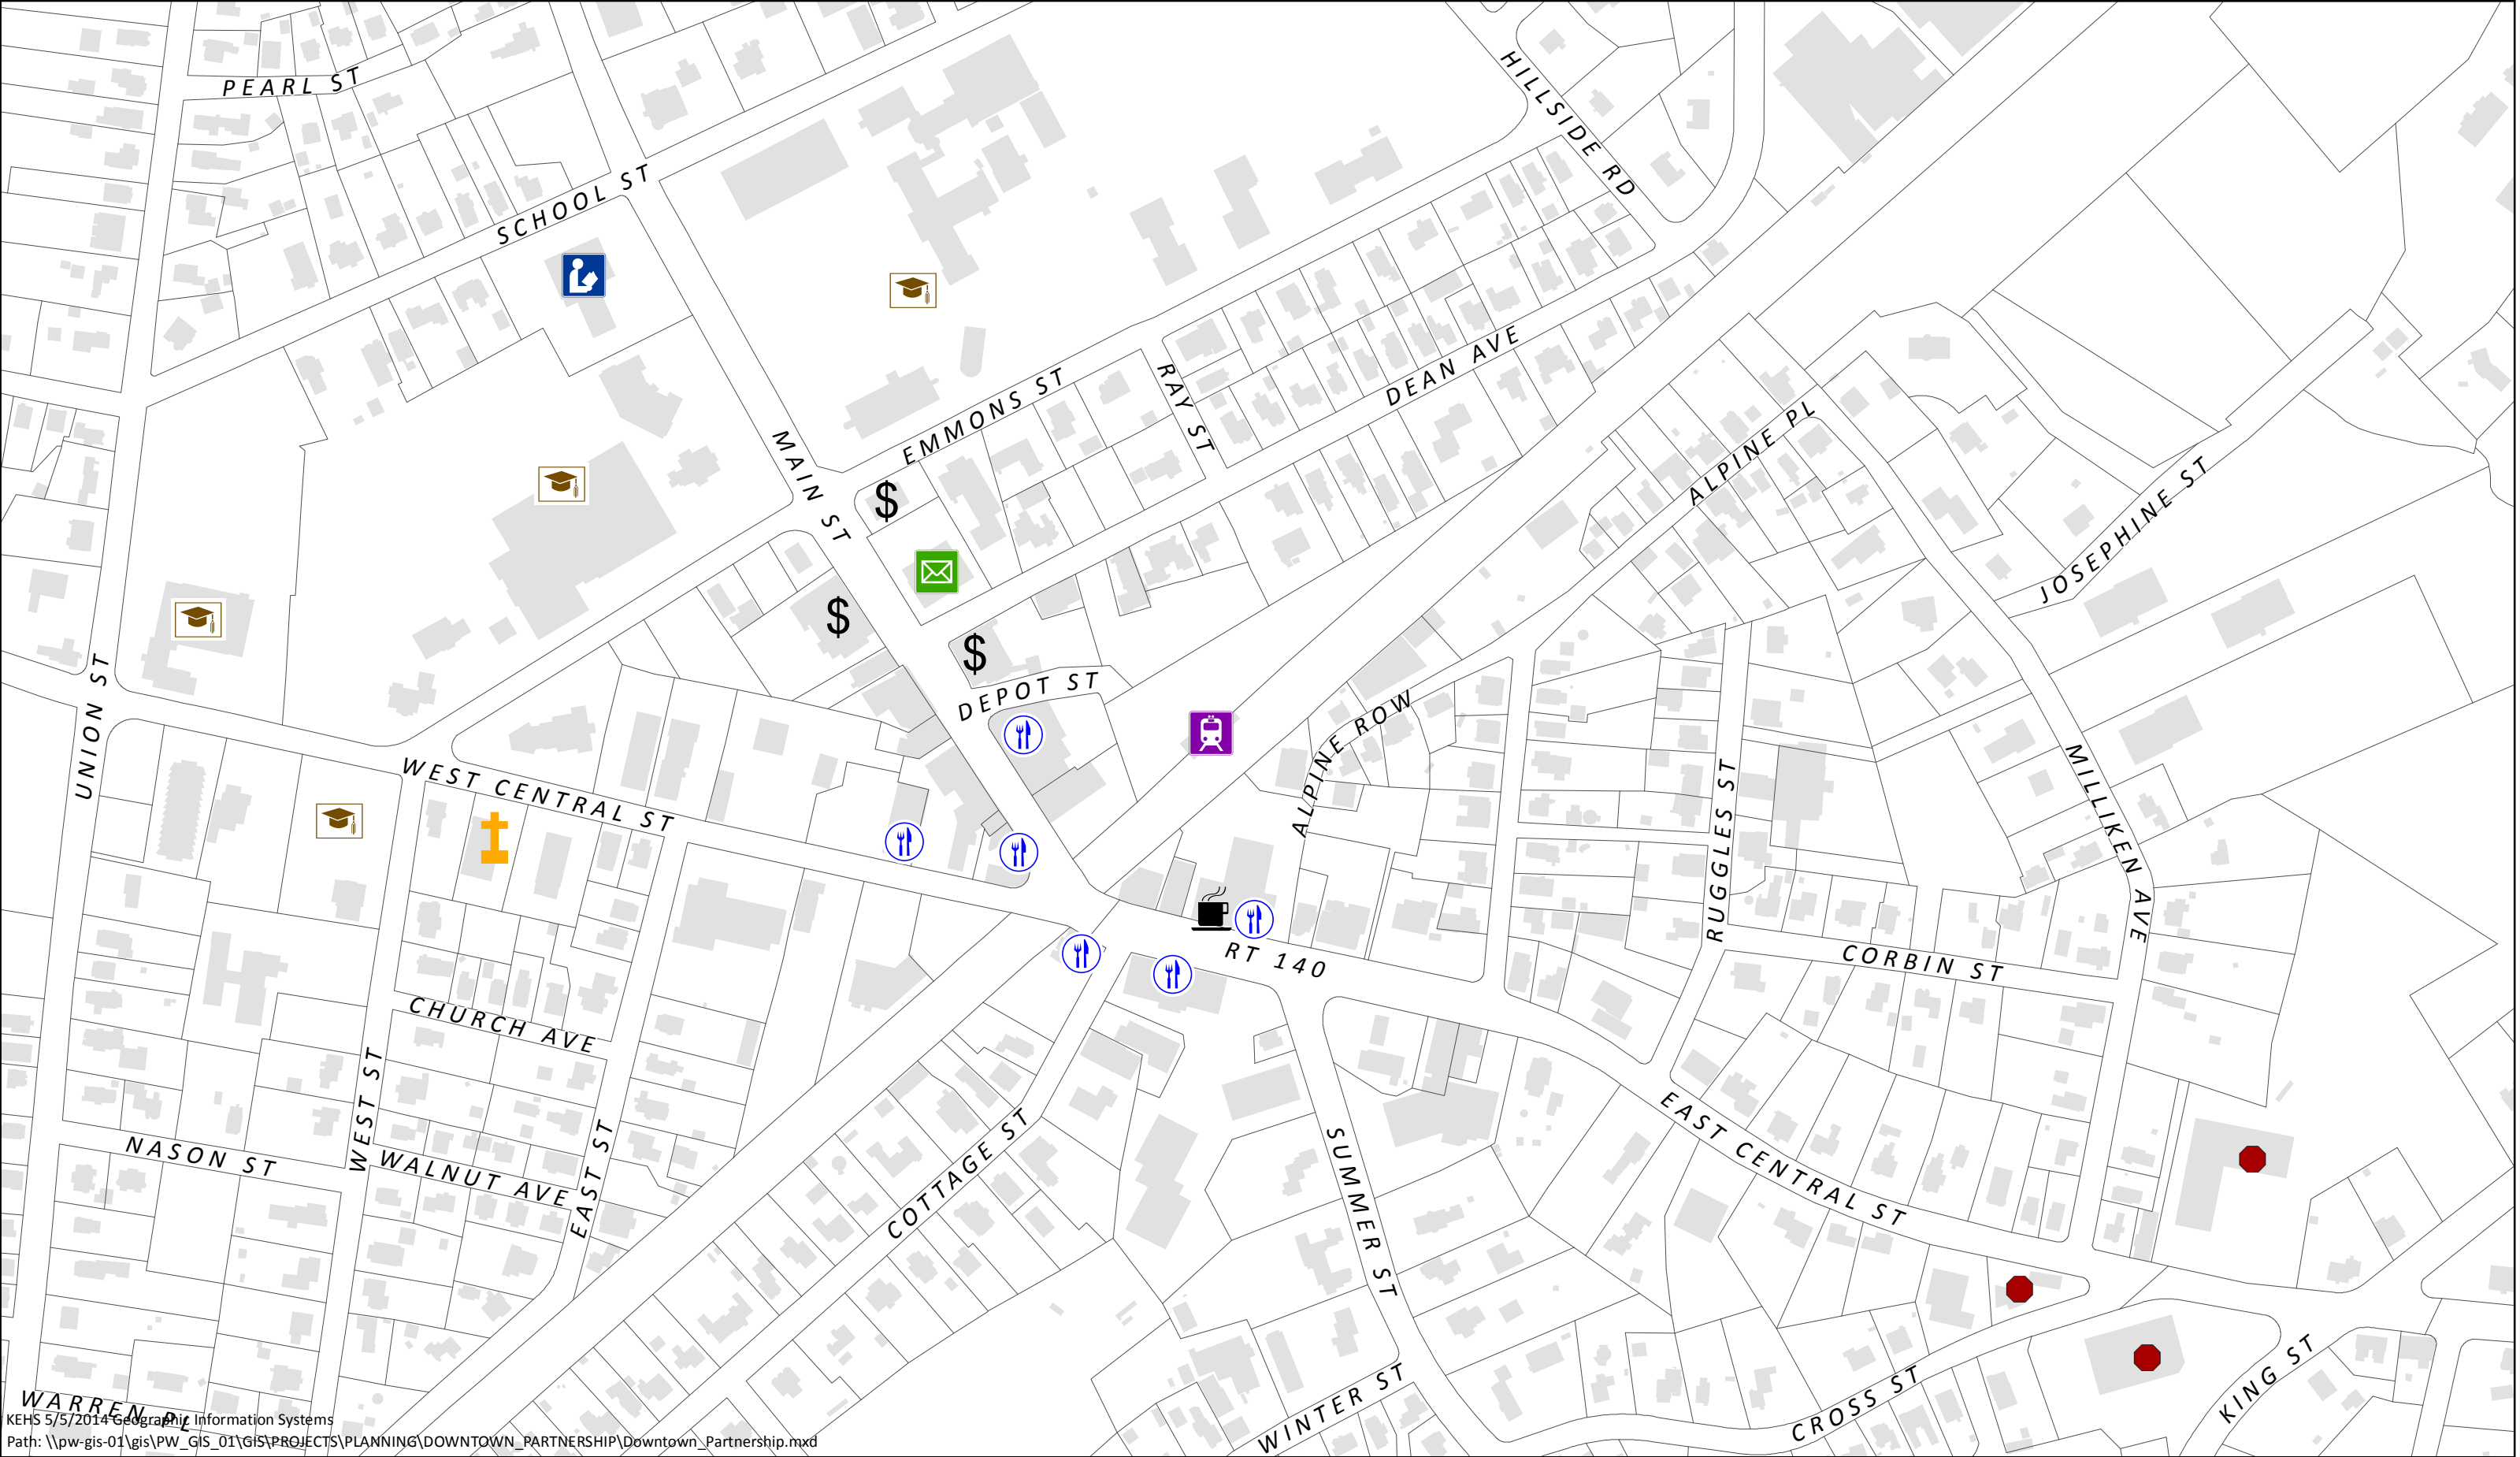 PEARL ST
HILLSIDE RD
SCHOOL ST
EMMONS ST
RAY ST
DEAN AVE
MAIN ST
ALPINE PL
JOSEPHINE ST
$
$
$
DEPOT ST
UNION ST
ALPINE ROW
WEST CENTRAL ST
RUGGLES ST
MILLIKEN AVE
RT 140
CORBIN ST
CHURCH AVE
WEST ST
EAST CENTRAL ST
NASON ST
WALNUT AVE
EAST ST
COTTAGE ST
SUMMER ST
WINTER ST
CROSS ST
KING ST
WARREN PL
KEHS 5/5/2014 Geographic Information Systems
Path: \\pw-gis-01\gis\PW_GIS_01\GIS\PROJECTS\PLANNING\DOWNTOWN_PARTNERSHIP\Downtown_Partnership.mxd